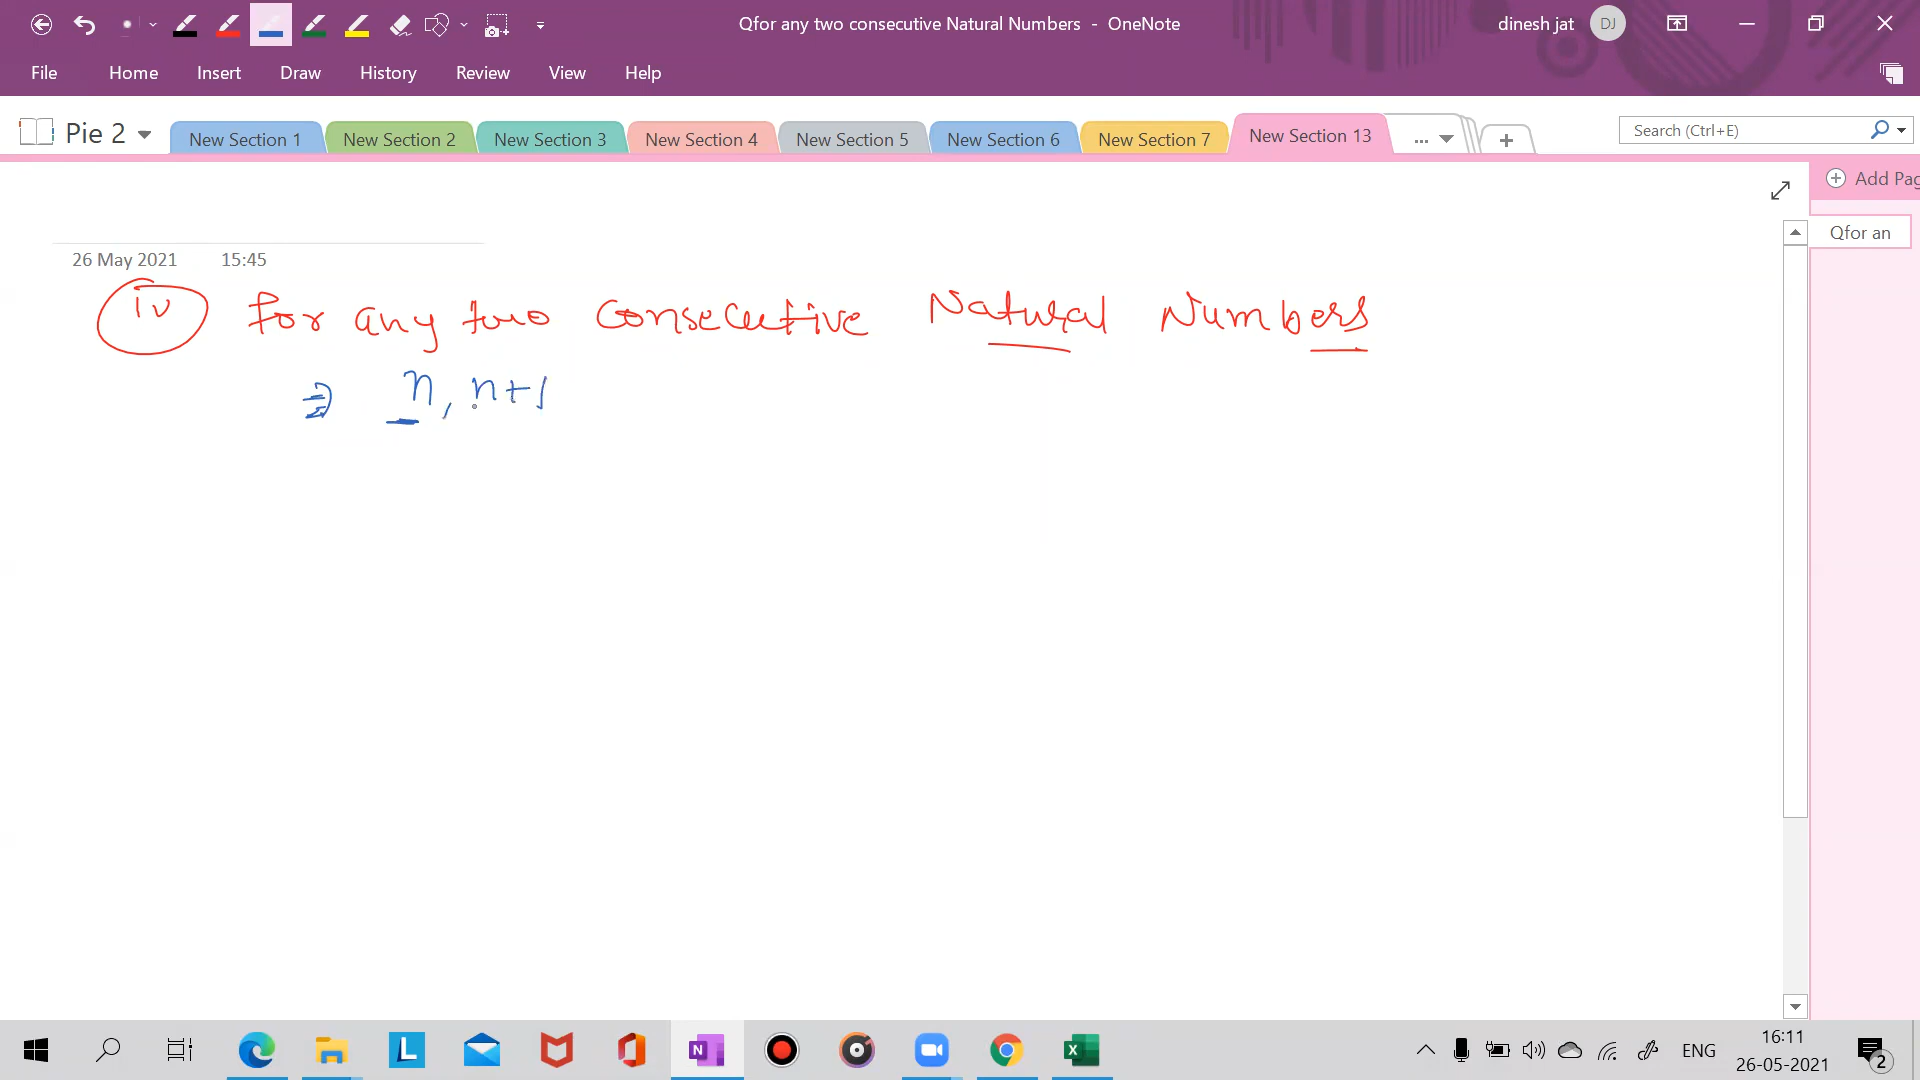 Qfor any two consecutive Natural Numbers - OneNote
dinesh jat DJ
File Home Insert Draw History Review View Help
Pie 2 New Section 1 New Section 2 New Section 3 New Section 4 New Section 5 New Section 6 New Section 7 New Section 13 ... Search (Ctrl+E)
Add Pag
Qfor an
26 May 2021 15:45
iv for any two Consecutive Natural Numbers
⇒ n, n+1
L N X
ENG
16:11
26-05-2021
2